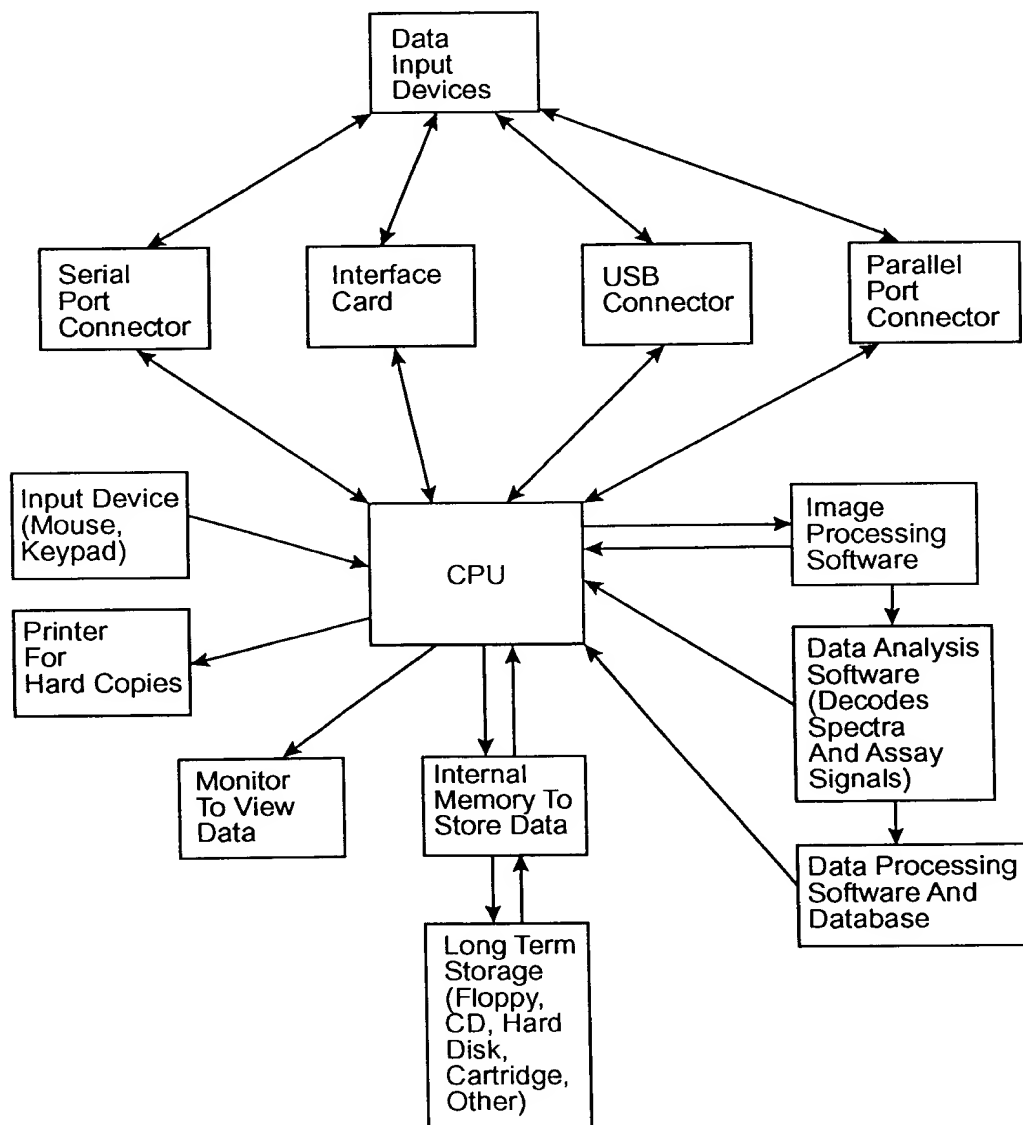 Data
Input
Devices
Serial
Port
Connector
Interface
Card
USB
Connector
Parallel
Port
Connector
Input Device
(Mouse,
Keypad)
CPU
Image
Processing
Software
Printer
For
Hard Copies
Data Analysis
Software
(Decodes
Spectra
And Assay
Signals)
Monitor
To View
Data
Internal
Memory To
Store Data
Data Processing
Software And
Database
Long Term
Storage
(Floppy,
CD, Hard
Disk,
Cartridge,
Other)